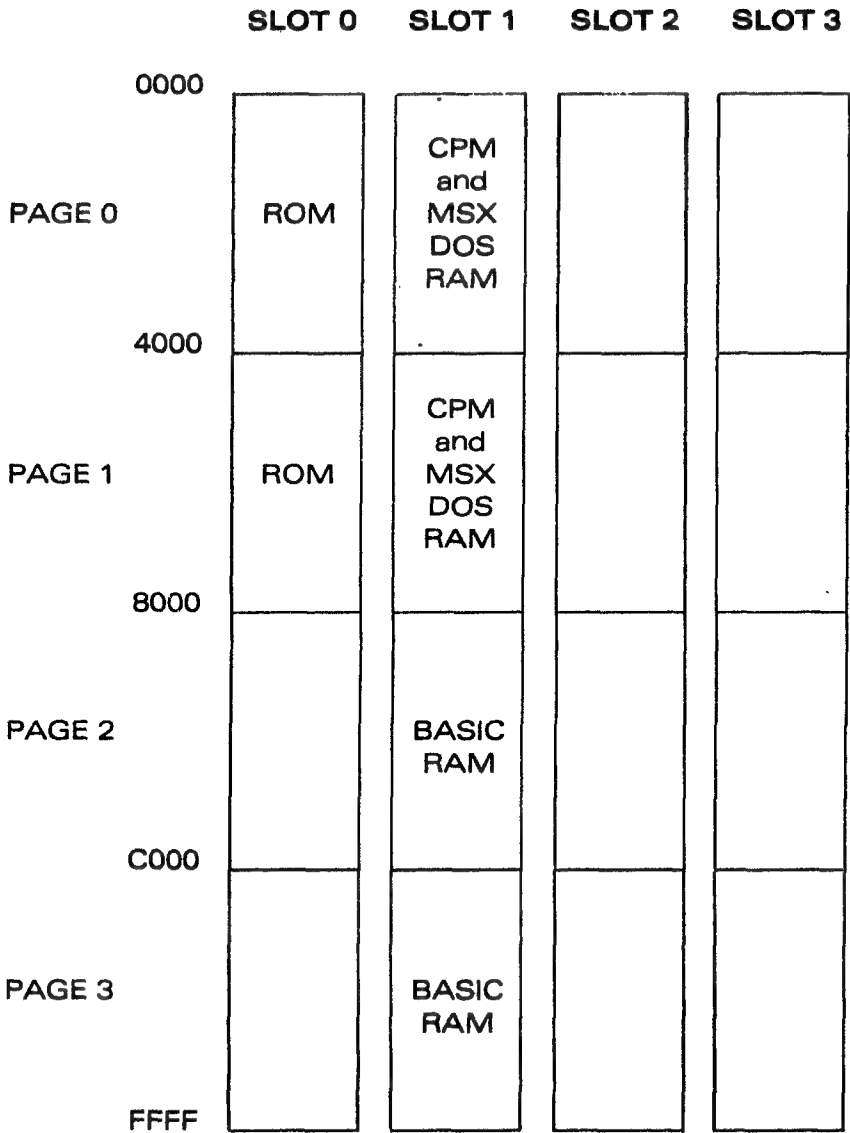 SLOT 0 SLOT 1 SLOT 2 SLOT 3
0000
PAGE 0
ROM
CPM
and
MSX
DOS
RAM
4000
PAGE 1
ROM
CPM
and
MSX
DOS
RAM
8000
PAGE 2
BASIC
RAM
C000
PAGE 3
BASIC
RAM
FFFF